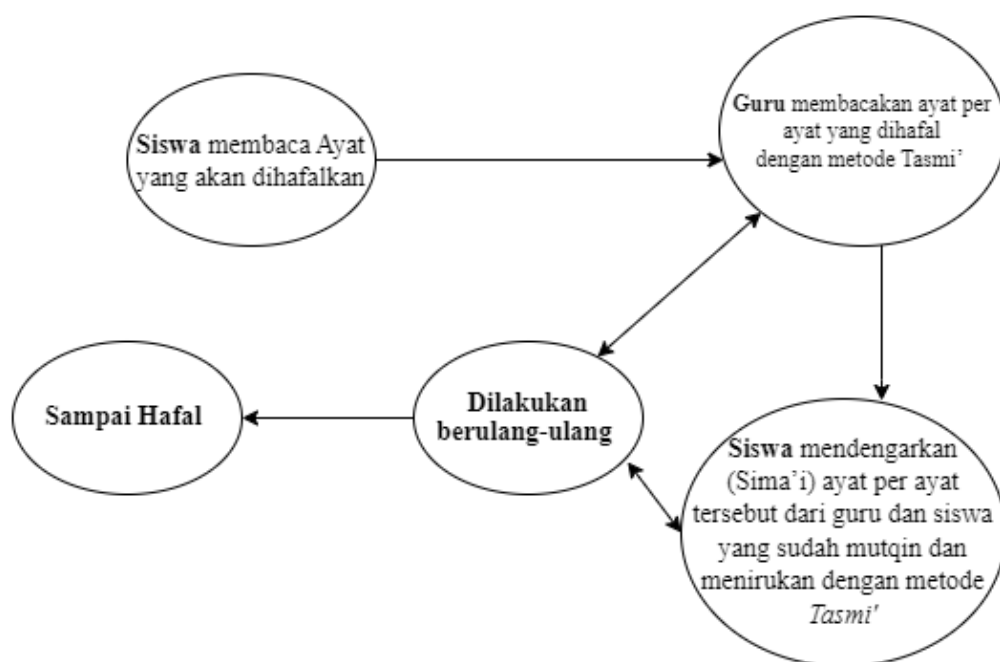 Siswa membaca Ayat
yang akan dihafalkan
Guru membacakan ayat per
ayat yang dihafal
dengan metode Tasmi’
Siswa mendengarkan
(Sima’i) ayat per ayat
tersebut dari guru dan siswa
yang sudah mutqin dan
menirukan dengan metode
Tasmi'
Dilakukan
berulang-ulang
Sampai Hafal